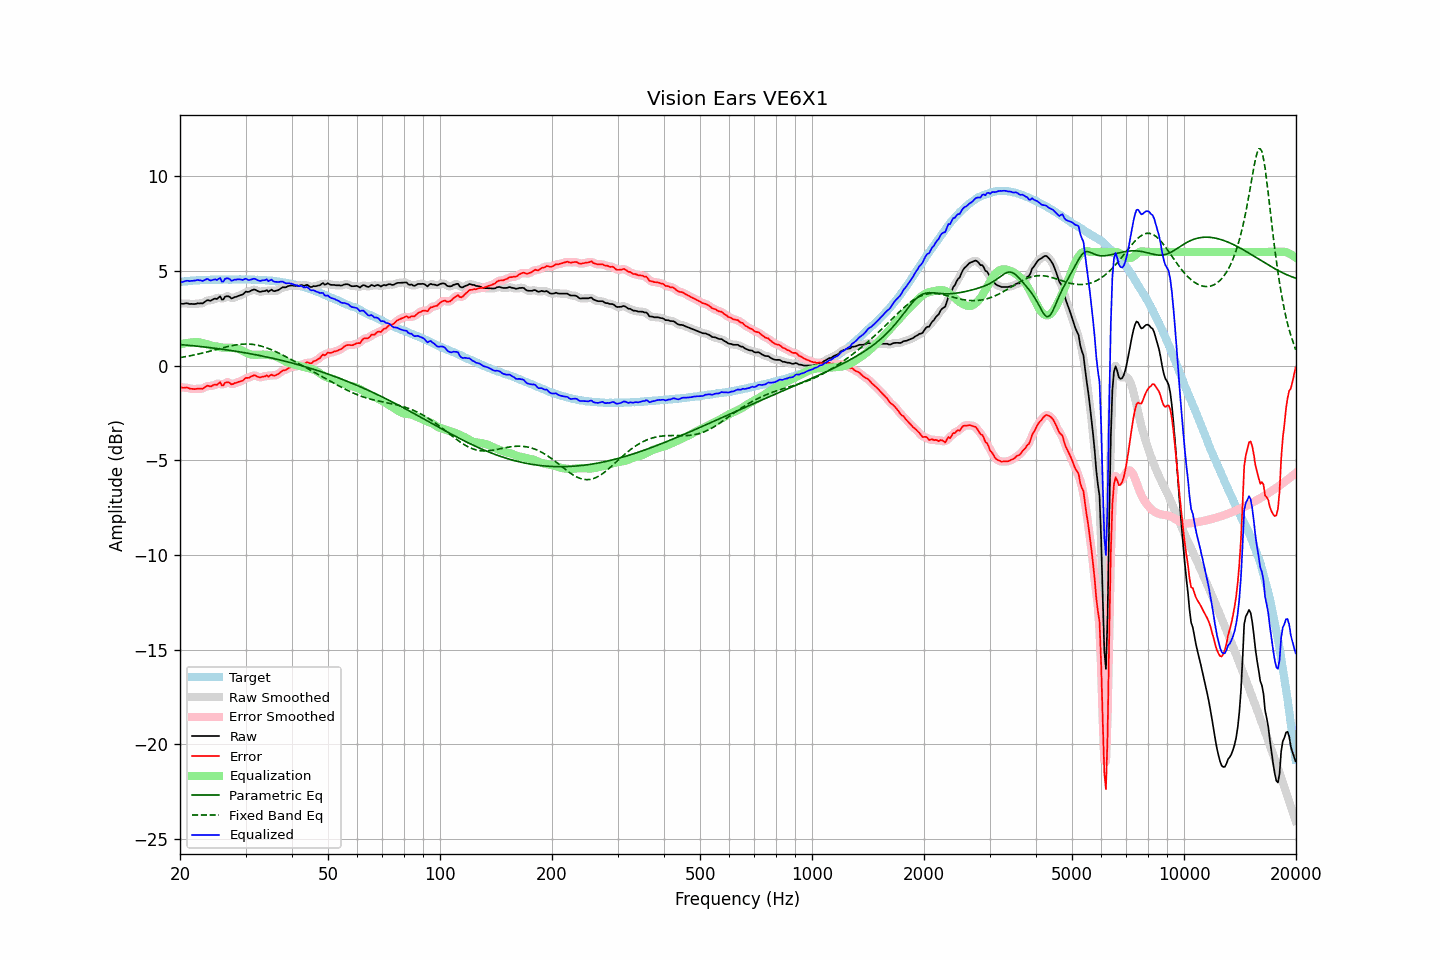 Vision Ears VE6X1
Amplitude (dBr)
10
5
0
−5
−10
−15
−20
−25
Target
Raw Smoothed
Error Smoothed
Raw
Error
Equalization
Parametric Eq
Fixed Band Eq
Equalized
20 50 100 200 500 1000 2000 5000 10000 20000
Frequency (Hz)